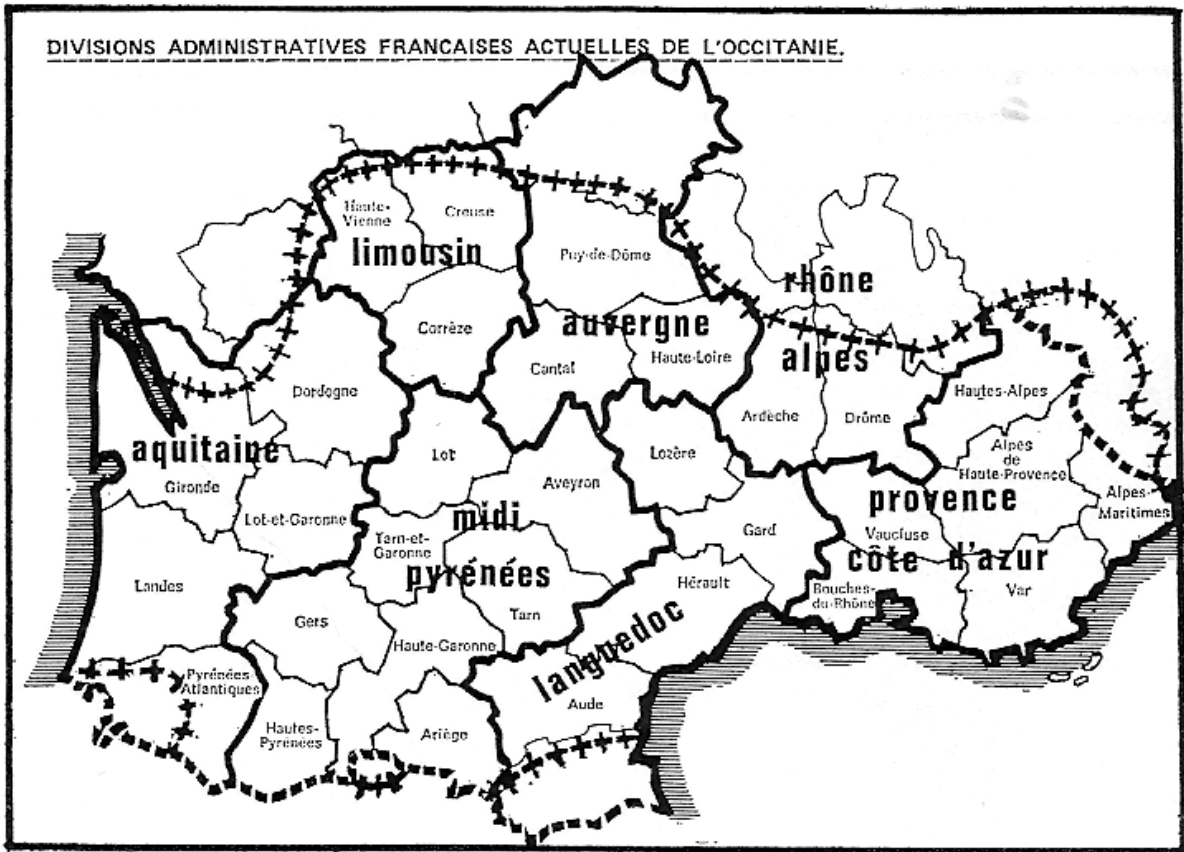 DIVISIONS ADMINISTRATIVES FRANCAISES ACTUELLES DE L'OCCITANIE.
Haute-
Vienne
Creuse
limousin
Puy-de-Dôme
rhône
Corrèze
auvergne
Haute-Loire
alpes
Cantal
Dordogne
Hautes-Alpes
Ardèche
Drôme
aquitaine
Gironde
Lot
Lozère
Alpes
de
Haute-Provence
Aveyron
Alpes-
Maritimes
provence
Lot-et-Garonne
midi
Gard
Vaucluse
Tarn-et-
Garonne
côte d'azur
pyrénées
Landes
Hérault
Bouches-
du-Rhône
Var
Gers
Tarn
Haute-Garonne
languedoc
Pyrénées
Atlantiques
Aude
Hautes-
Pyrénées
Ariège